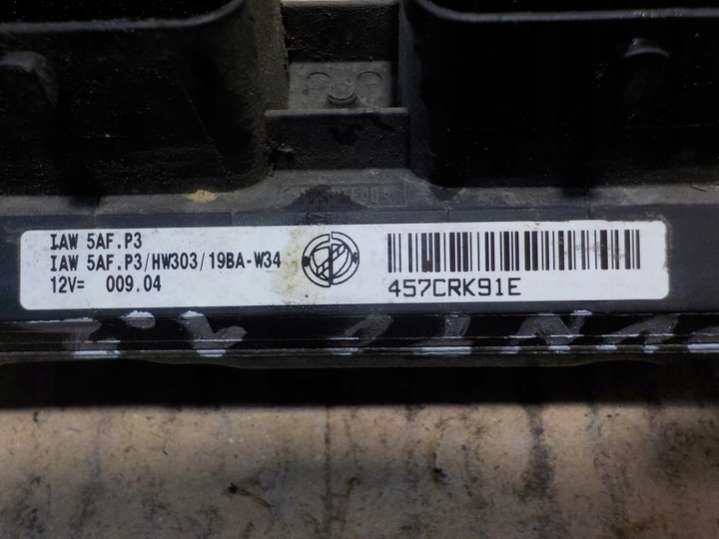 IAW 5AF.P3
IAW 5AF.P3/HW303/19BA-W34
12V= 009.04
457CRK91E